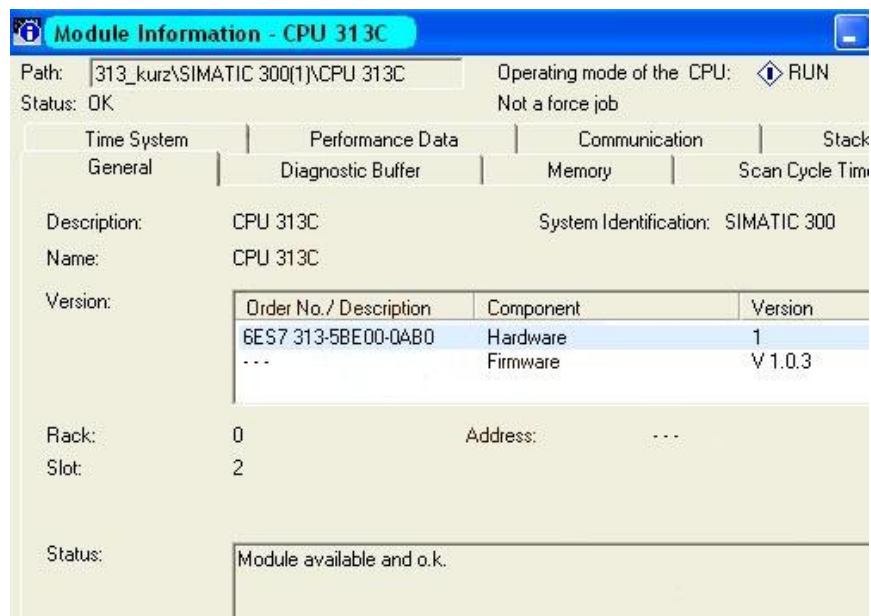 Module Information - CPU 313C
Path: 313_kurz\SIMATIC 300(1)\CPU 313C Operating mode of the CPU: RUN
Status: OK Not a force job
Time System Performance Data Communication Stack
General Diagnostic Buffer Memory Scan Cycle Time
Description: CPU 313C System Identification: SIMATIC 300
Name: CPU 313C
Version: Order No./ Description Component Version
6ES7 313-5BE00-0AB0 Hardware 1
- - - Firmware V 1.0.3
Rack: 0 Address: - - -
Slot: 2
Status: Module available and o.k.